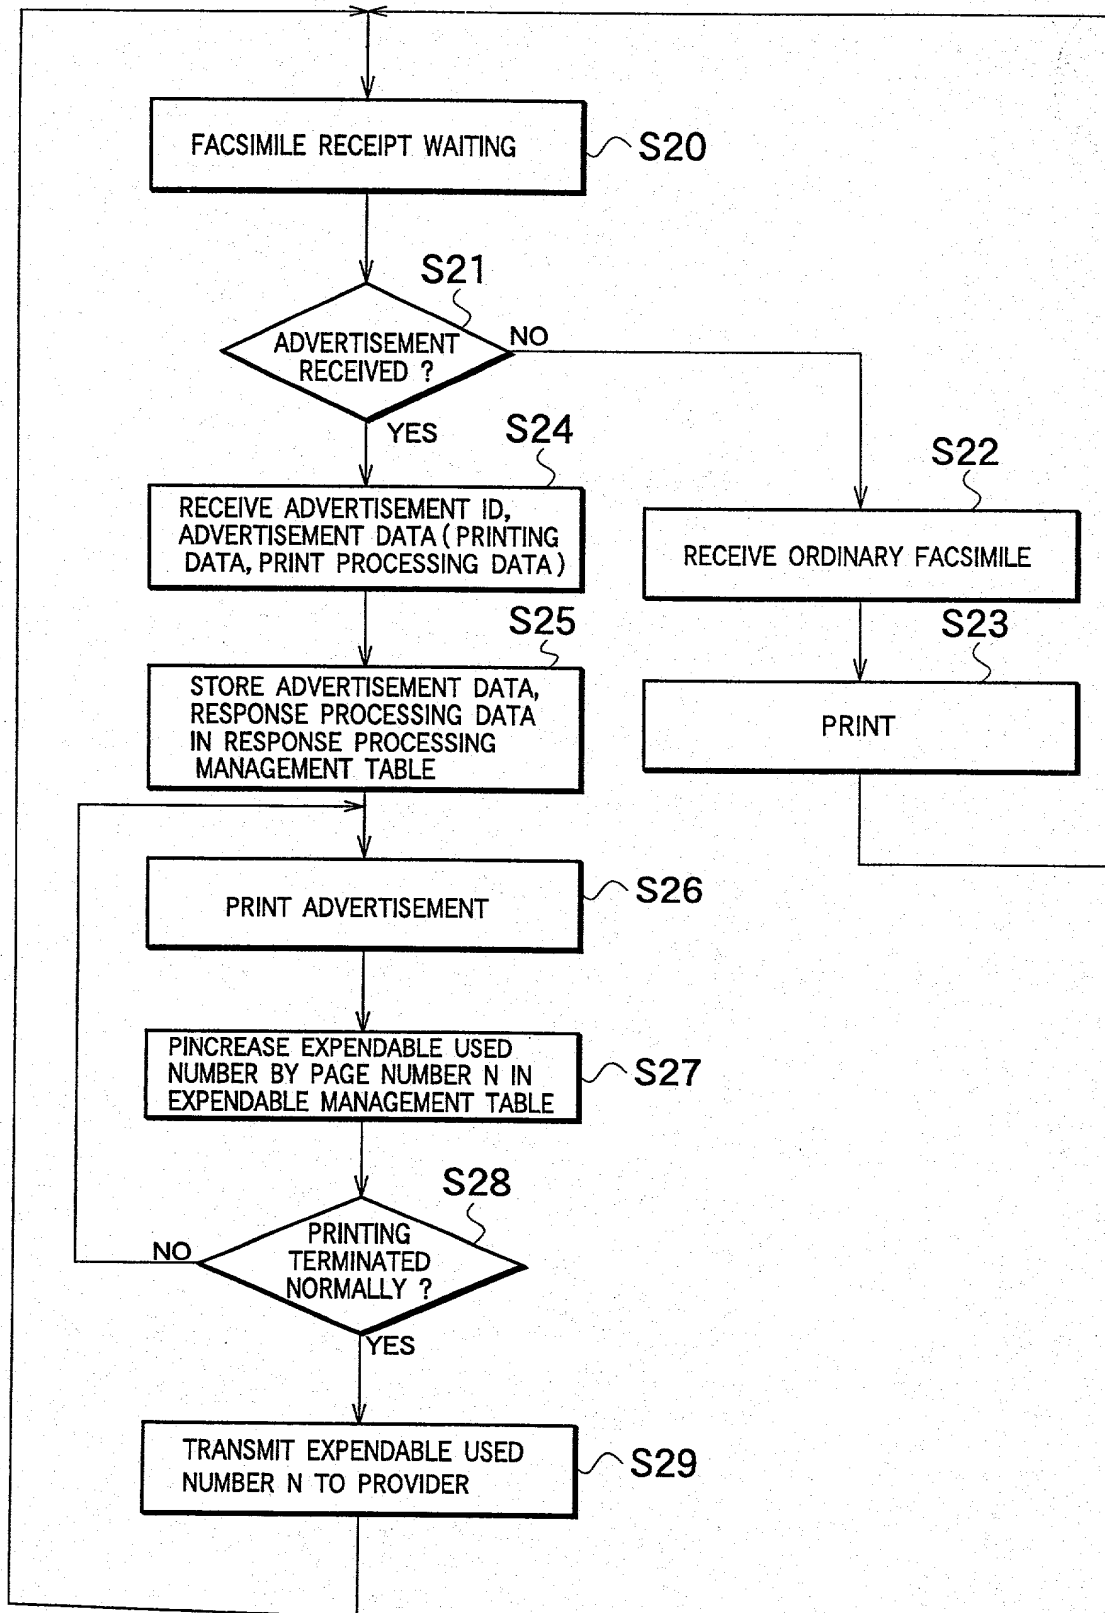 FACSIMILE RECEIPT WAITING
S20
S21
ADVERTISEMENT
RECEIVED ?
NO
YES
S24
RECEIVE ADVERTISEMENT ID,
ADVERTISEMENT DATA (PRINTING
DATA, PRINT PROCESSING DATA)
S22
RECEIVE ORDINARY FACSIMILE
S25
STORE ADVERTISEMENT DATA,
RESPONSE PROCESSING DATA
IN RESPONSE PROCESSING
MANAGEMENT TABLE
S23
PRINT
PRINT ADVERTISEMENT
S26
PINCREASE EXPENDABLE USED
NUMBER BY PAGE NUMBER N IN
EXPENDABLE MANAGEMENT TABLE
S27
S28
PRINTING
TERMINATED
NORMALLY ?
NO
YES
TRANSMIT EXPENDABLE USED
NUMBER N TO PROVIDER
S29